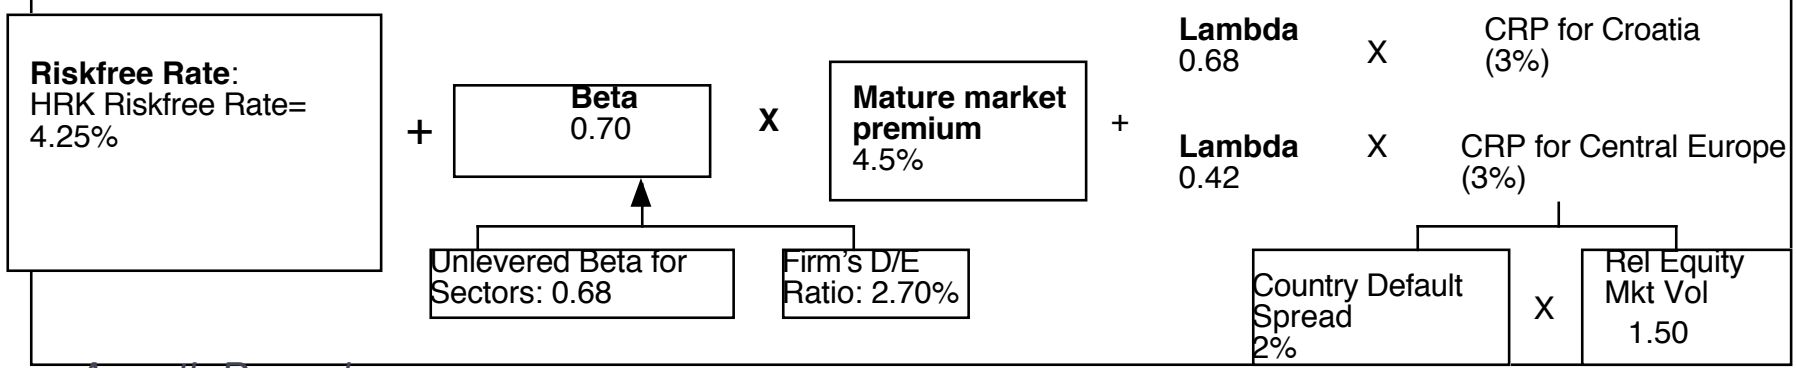 Riskfree Rate:
HRK Riskfree Rate=
4.25%
+
Beta
0.70
X
Mature market
premium
4.5%
+
Lambda
0.68
X
CRP for Croatia
(3%)
Lambda
0.42
X
CRP for Central Europe
(3%)
Unlevered Beta for
Sectors: 0.68
Firm's D/E
Ratio: 2.70%
Country Default
Spread
2%
X
Rel Equity
Mkt Vol
1.50